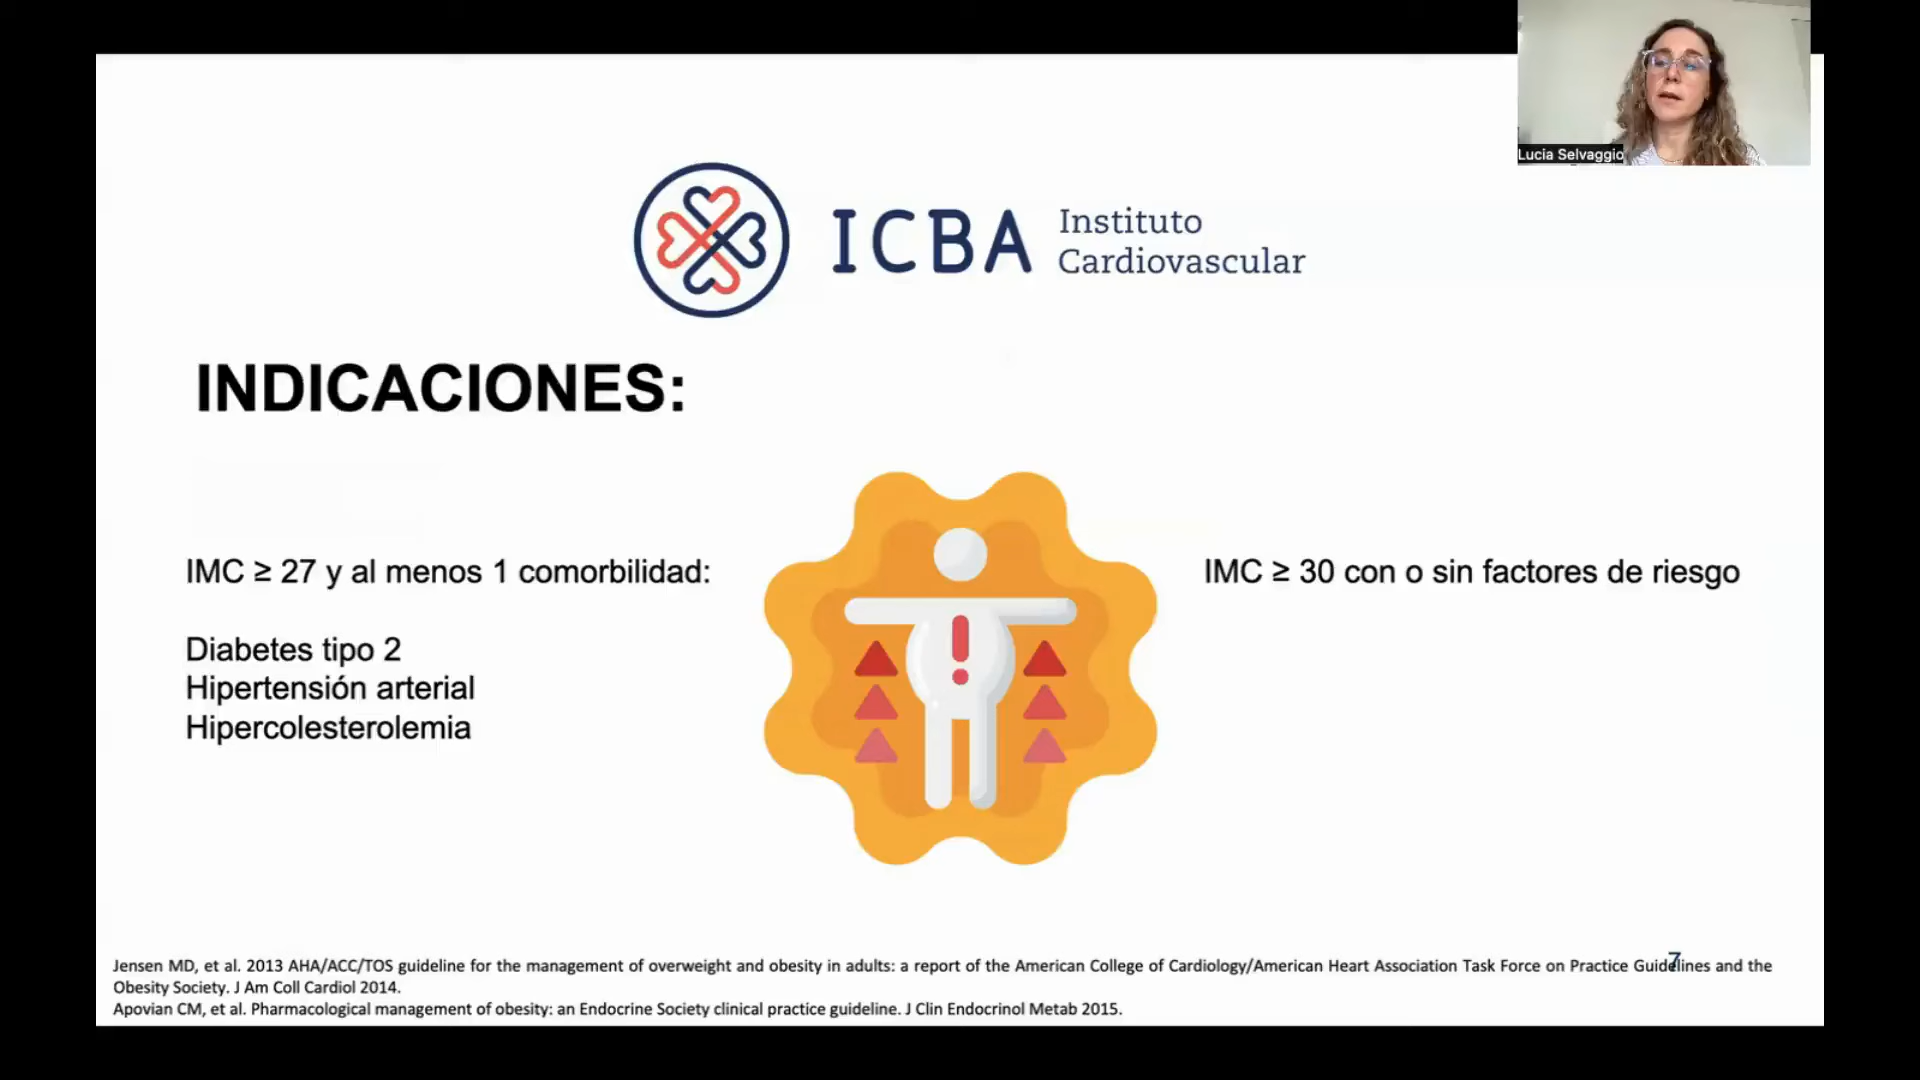 Lucia Selvaggio
ICBA
Instituto
Cardiovascular
INDICACIONES:
IMC ≥ 27 y al menos 1 comorbilidad:
Diabetes tipo 2
Hipertensión arterial
Hipercolesterolemia
!
IMC ≥ 30 con o sin factores de riesgo
7
Jensen MD, et al. 2013 AHA/ACC/TOS guideline for the management of overweight and obesity in adults: a report of the American College of Cardiology/American Heart Association Task Force on Practice Guidelines and the
Obesity Society. J Am Coll Cardiol 2014.
Apovian CM, et al. Pharmacological management of obesity: an Endocrine Society clinical practice guideline. J Clin Endocrinol Metab 2015.